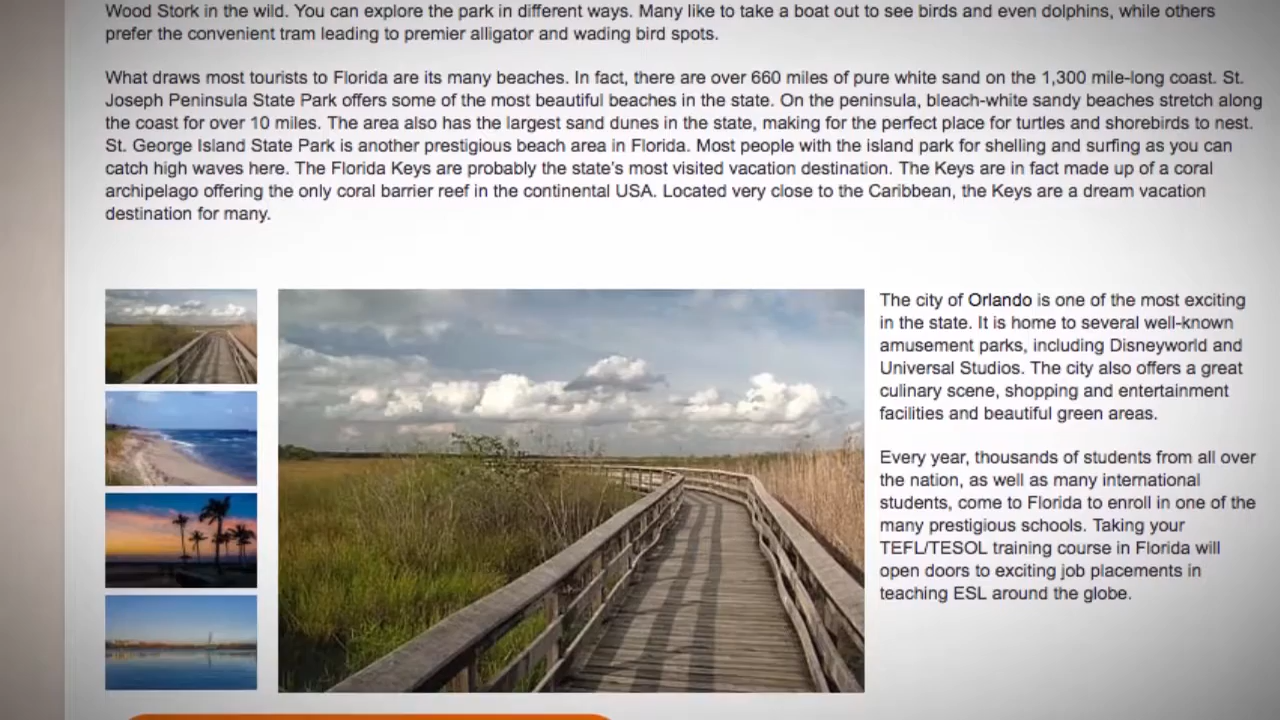 Wood Stork in the wild. You can explore the park in different ways. Many like to take a boat out to see birds and even dolphins, while others
prefer the convenient tram leading to premier alligator and wading bird spots.
What draws most tourists to Florida are its many beaches. In fact, there are over 660 miles of pure white sand on the 1,300 mile-long coast. St.
Joseph Peninsula State Park offers some of the most beautiful beaches in the state. On the peninsula, bleach-white sandy beaches stretch along
the coast for over 10 miles. The area also has the largest sand dunes in the state, making for the perfect place for turtles and shorebirds to nest.
St. George Island State Park is another prestigious beach area in Florida. Most people with the island park for shelling and surfing as you can
catch high waves here. The Florida Keys are probably the state's most visited vacation destination. The Keys are in fact made up of a coral
archipelago offering the only coral barrier reef in the continental USA. Located very close to the Caribbean, the Keys are a dream vacation
destination for many.
The city of Orlando is one of the most exciting
in the state. It is home to several well-known
amusement parks, including Disneyworld and
Universal Studios. The city also offers a great
culinary scene, shopping and entertainment
facilities and beautiful green areas.
Every year, thousands of students from all over
the nation, as well as many international
students, come to Florida to enroll in one of the
many prestigious schools. Taking your
TEFL/TESOL training course in Florida will
open doors to exciting job placements in
teaching ESL around the globe.